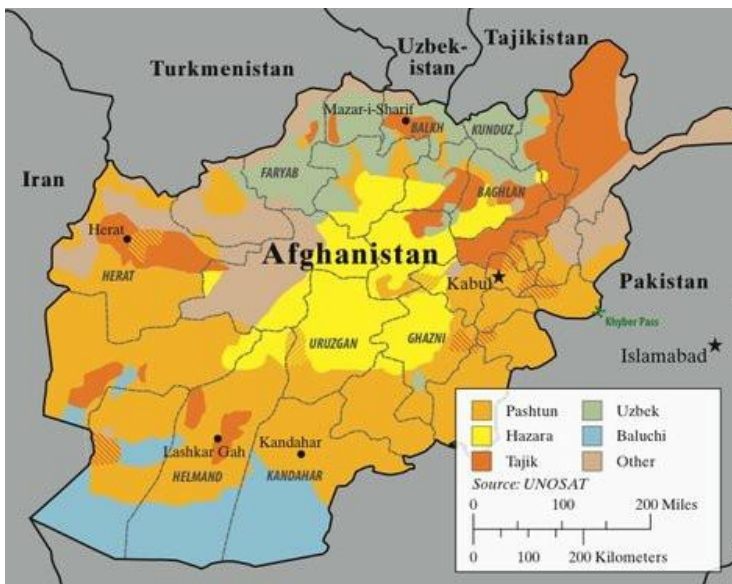 Turkmenistan
Uzbek-
istan
Tajikistan
Mazar-i-Sharif
BALKH
KUNDUZ
FARYAB
BAGHLAN
Iran
Herat
HERAT
Afghanistan
Kabul
Pakistan
Khyber Pass
Islamabad
URUZGAN
GHAZNI
Lashkar Gah
Kandahar
HELMAND
KANDAHAR
Pashtun
Uzbek
Hazara
Baluchi
Tajik
Other
Source: UNOSAT
0 100 200 Miles
0 100 200 Kilometers